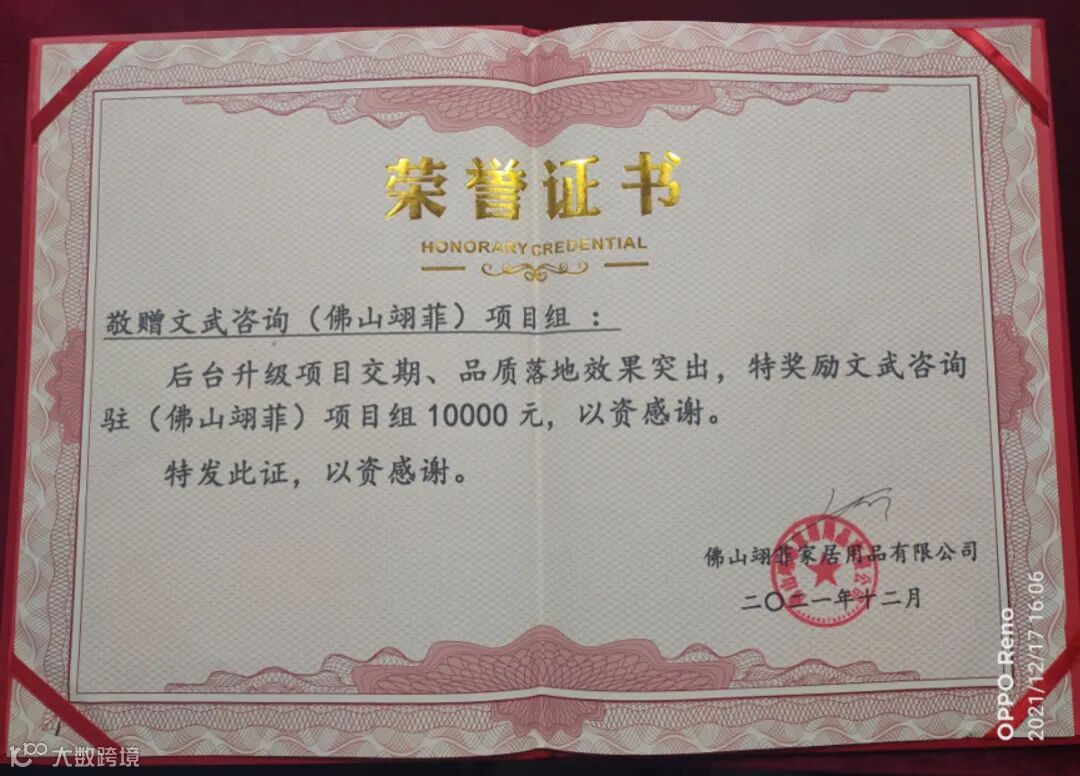 荣誉证书
HONORARY CREDENTIAL
敬赠文武咨询（佛山翊菲）项目组：
后台升级项目交期、品质落地效果突出，特奖励文武咨询
驻（佛山翊菲）项目组10000元，以资感谢。
特发此证，以资感谢。
佛山翊菲家居用品有限公司
二〇二一年十二月
OPPO Reno
2021/12/17 16:06
大数跨境